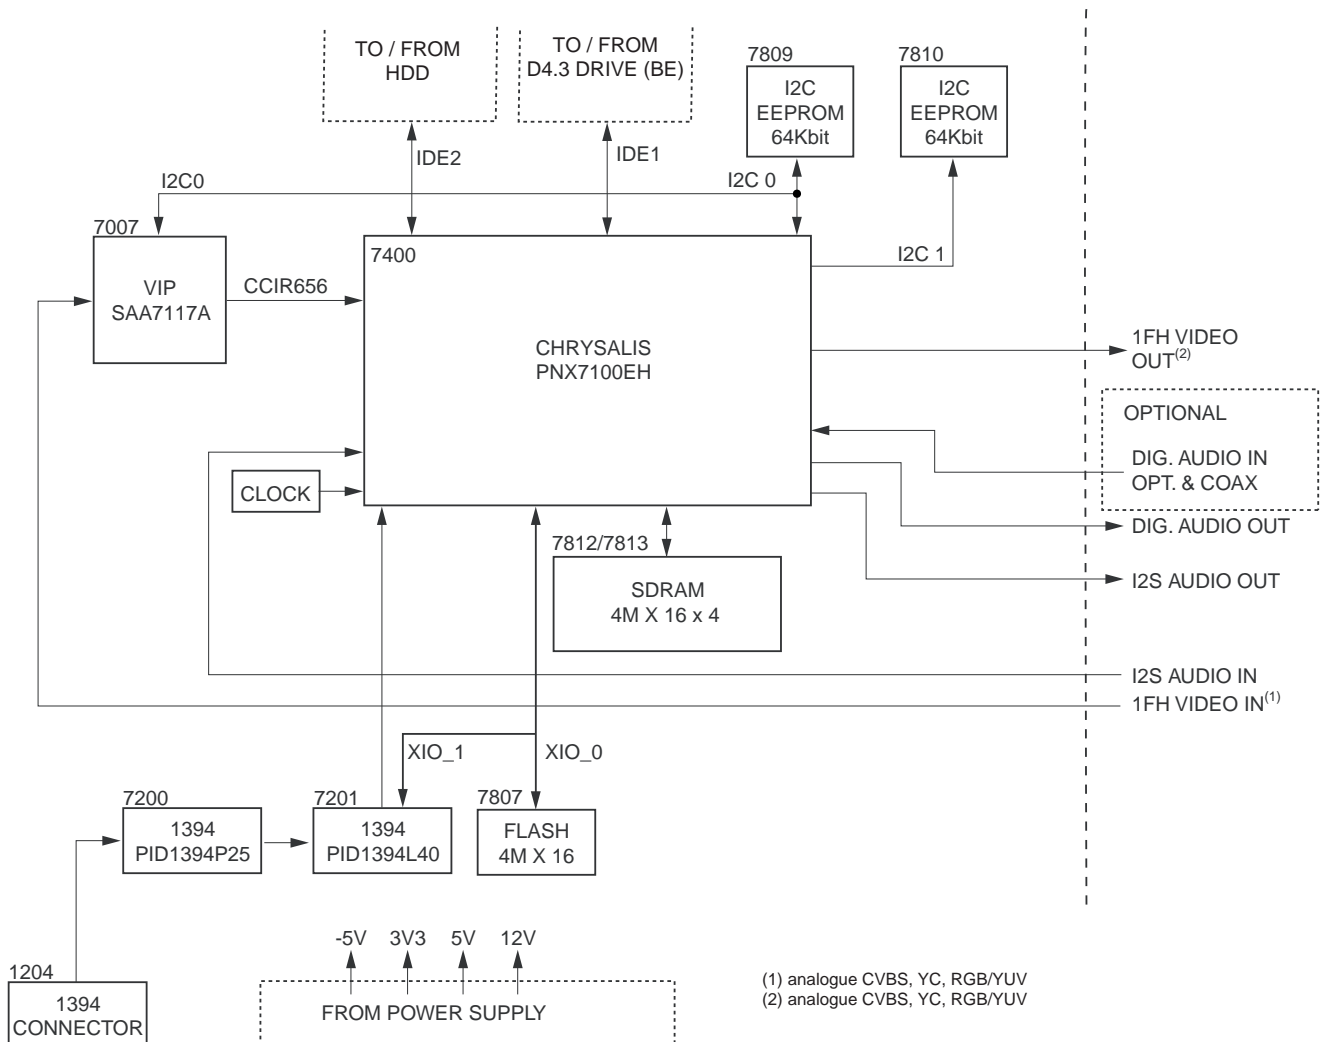 TO / FROM
HDD
TO / FROM
D4.3 DRIVE (BE)
7809
I2C
EEPROM
64Kbit
7810
I2C
EEPROM
64Kbit
IDE2
IDE1
I2C0
I2C 0
7007
VIP
SAA7117A
CCIR656
7400
CHRYSALIS
PNX7100EH
I2C 1
1FH VIDEO
OUT(2)
OPTIONAL
DIG. AUDIO IN
OPT. & COAX
CLOCK
DIG. AUDIO OUT
7812/7813
SDRAM
4M X 16 x 4
I2S AUDIO OUT
I2S AUDIO IN
1FH VIDEO IN(1)
XIO_1
XIO_0
7200
1394
PID1394P25
7201
1394
PID1394L40
7807
FLASH
4M X 16
-5V
3V3
5V
12V
FROM POWER SUPPLY
1204
1394
CONNECTOR
(1) analogue CVBS, YC, RGB/YUV
(2) analogue CVBS, YC, RGB/YUV